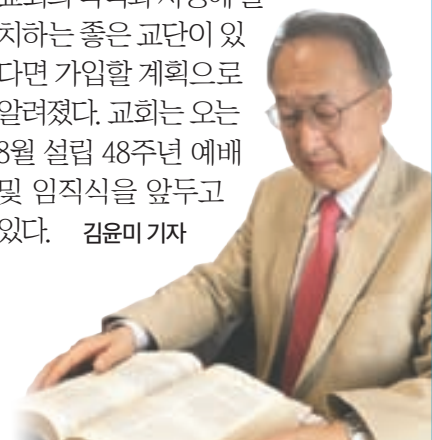 치하는 좋은 교단이 있
다면 가입할 계획으로
알려졌다. 교회는 오는
8월 설립 48주년 예배
및 임직식을 앞두고
있다. 김윤미 기자